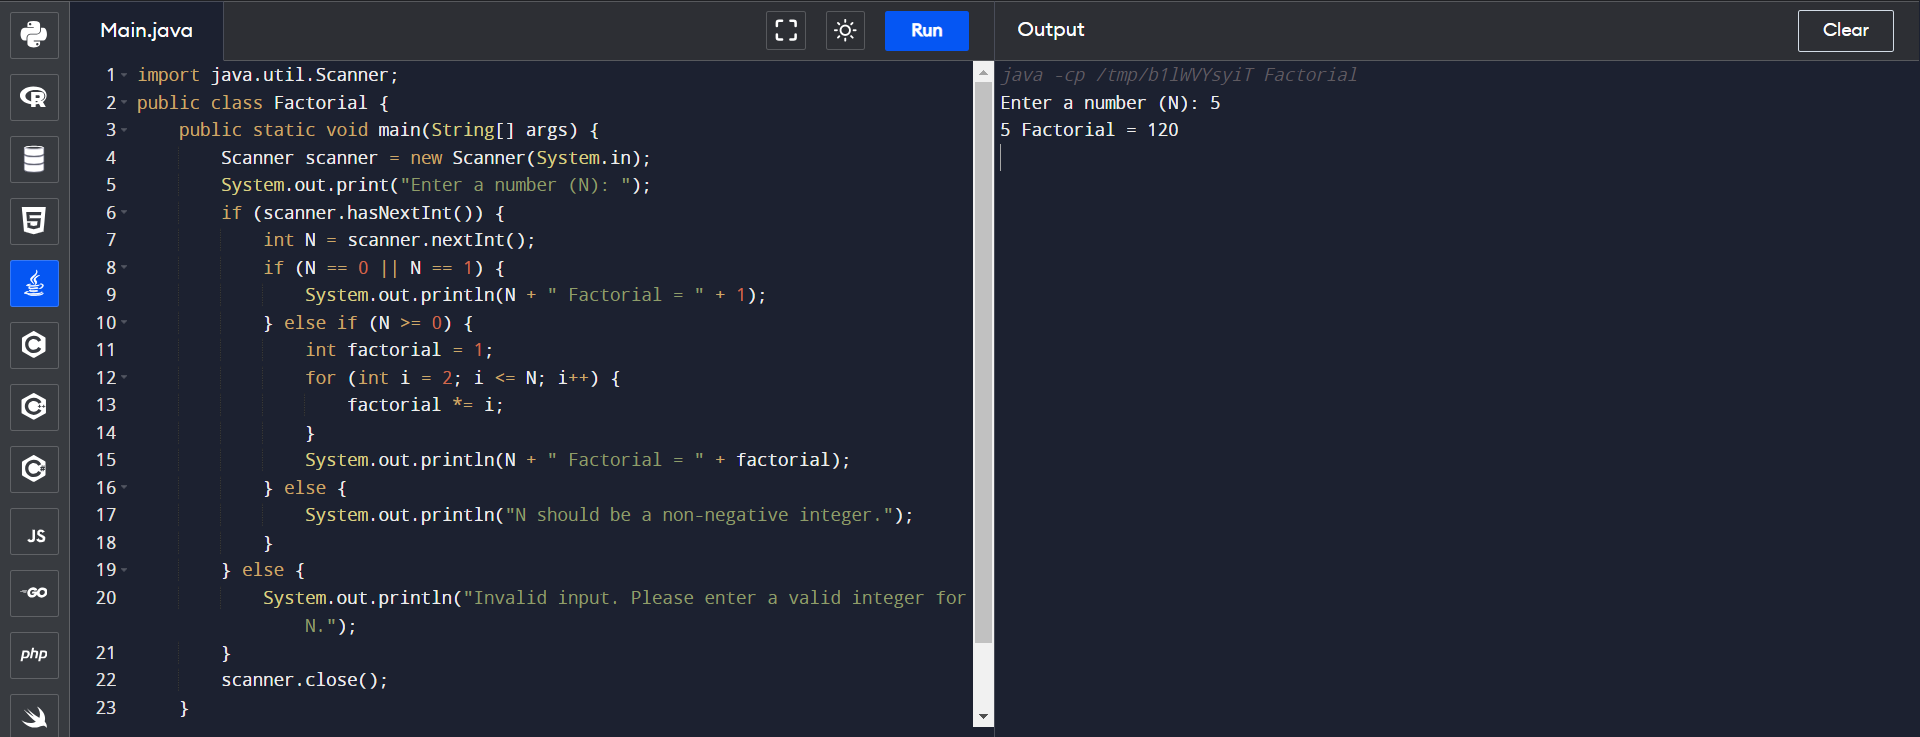 Main.java
Run
Output
Clear
1 import java.util.Scanner;
2 public class Factorial {
3     public static void main(String[] args) {
4         Scanner scanner = new Scanner(System.in);
5         System.out.print("Enter a number (N): ");
6         if (scanner.hasNextInt()) {
7             int N = scanner.nextInt();
8             if (N == 0 || N == 1) {
9                 System.out.println(N + " Factorial = " + 1);
10             } else if (N >= 0) {
11                 int factorial = 1;
12                 for (int i = 2; i <= N; i++) {
13                     factorial *= i;
14                 }
15                 System.out.println(N + " Factorial = " + factorial);
16             } else {
17                 System.out.println("N should be a non-negative integer.");
18             }
19         } else {
20             System.out.println("Invalid input. Please enter a valid integer for
N.");
21         }
22         scanner.close();
23     }
java -cp /tmp/b1lWVYsyiT Factorial
Enter a number (N): 5
5 Factorial = 120
R
5
C
C++
C#
JS
GO
php